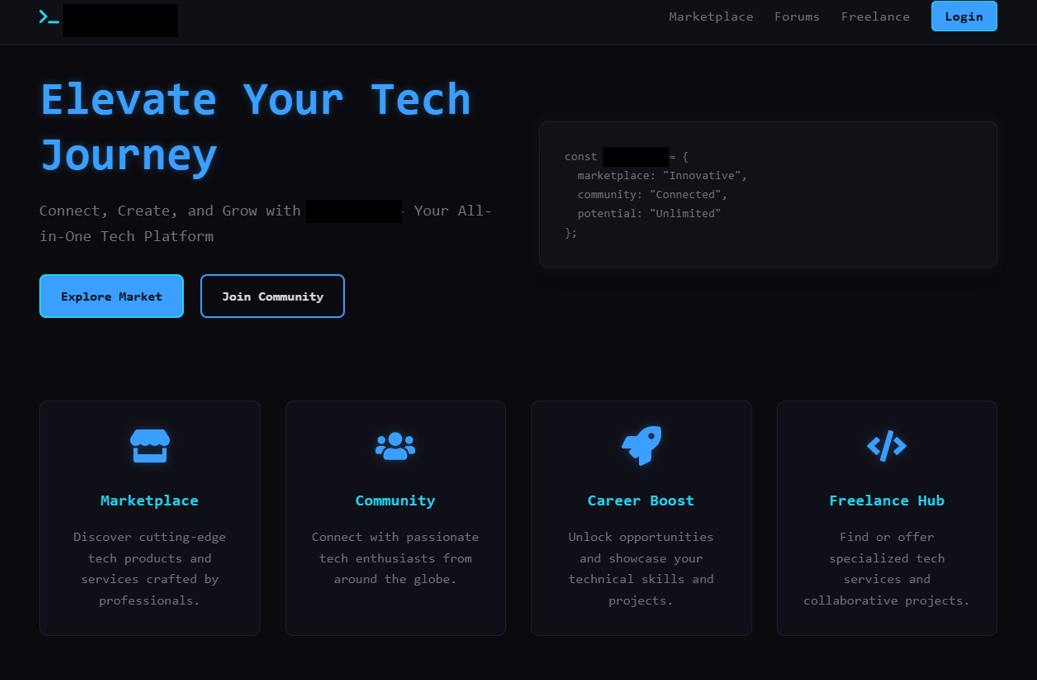 Marketplace Forums Freelance Login
Elevate Your Tech
Journey
Connect, Create, and Grow with - Your All-
in-One Tech Platform
Explore Market Join Community
const = {
marketplace: "Innovative",
community: "Connected",
potential: "Unlimited"
};
Marketplace
Discover cutting-edge
tech products and
services crafted by
professionals.
Community
Connect with passionate
tech enthusiasts from
around the globe.
Career Boost
Unlock opportunities
and showcase your
technical skills and
projects.
Freelance Hub
Find or offer
specialized tech
services and
collaborative projects.